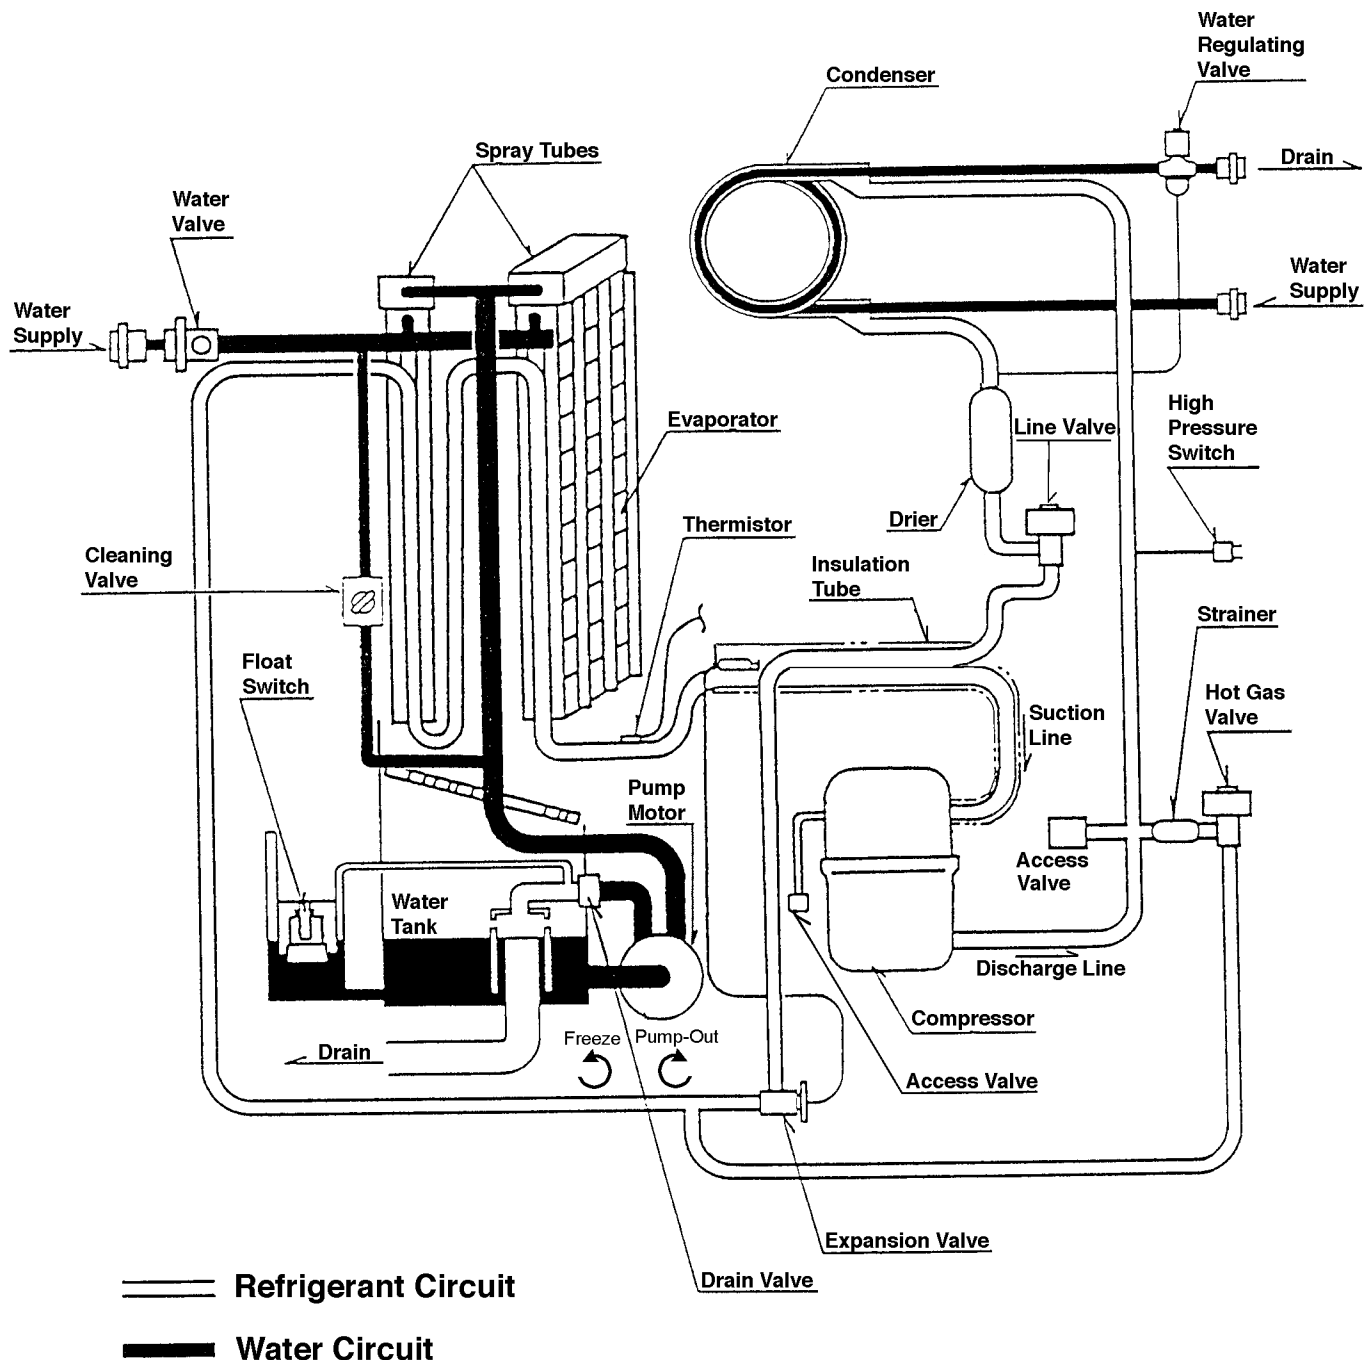 Water
Regulating
Valve
Condenser
Drain
Spray Tubes
Water
Valve
Water
Supply
Water
Supply
High
Pressure
Switch
Evaporator
Line Valve
Drier
Thermistor
Cleaning
Valve
Insulation
Tube
Strainer
Float
Switch
Hot Gas
Valve
Suction
Line
Pump
Motor
Access
Valve
Water
Tank
Discharge Line
Compressor
Freeze
Pump-Out
Drain
Access Valve
Expansion Valve
Drain Valve
Refrigerant Circuit
Water Circuit